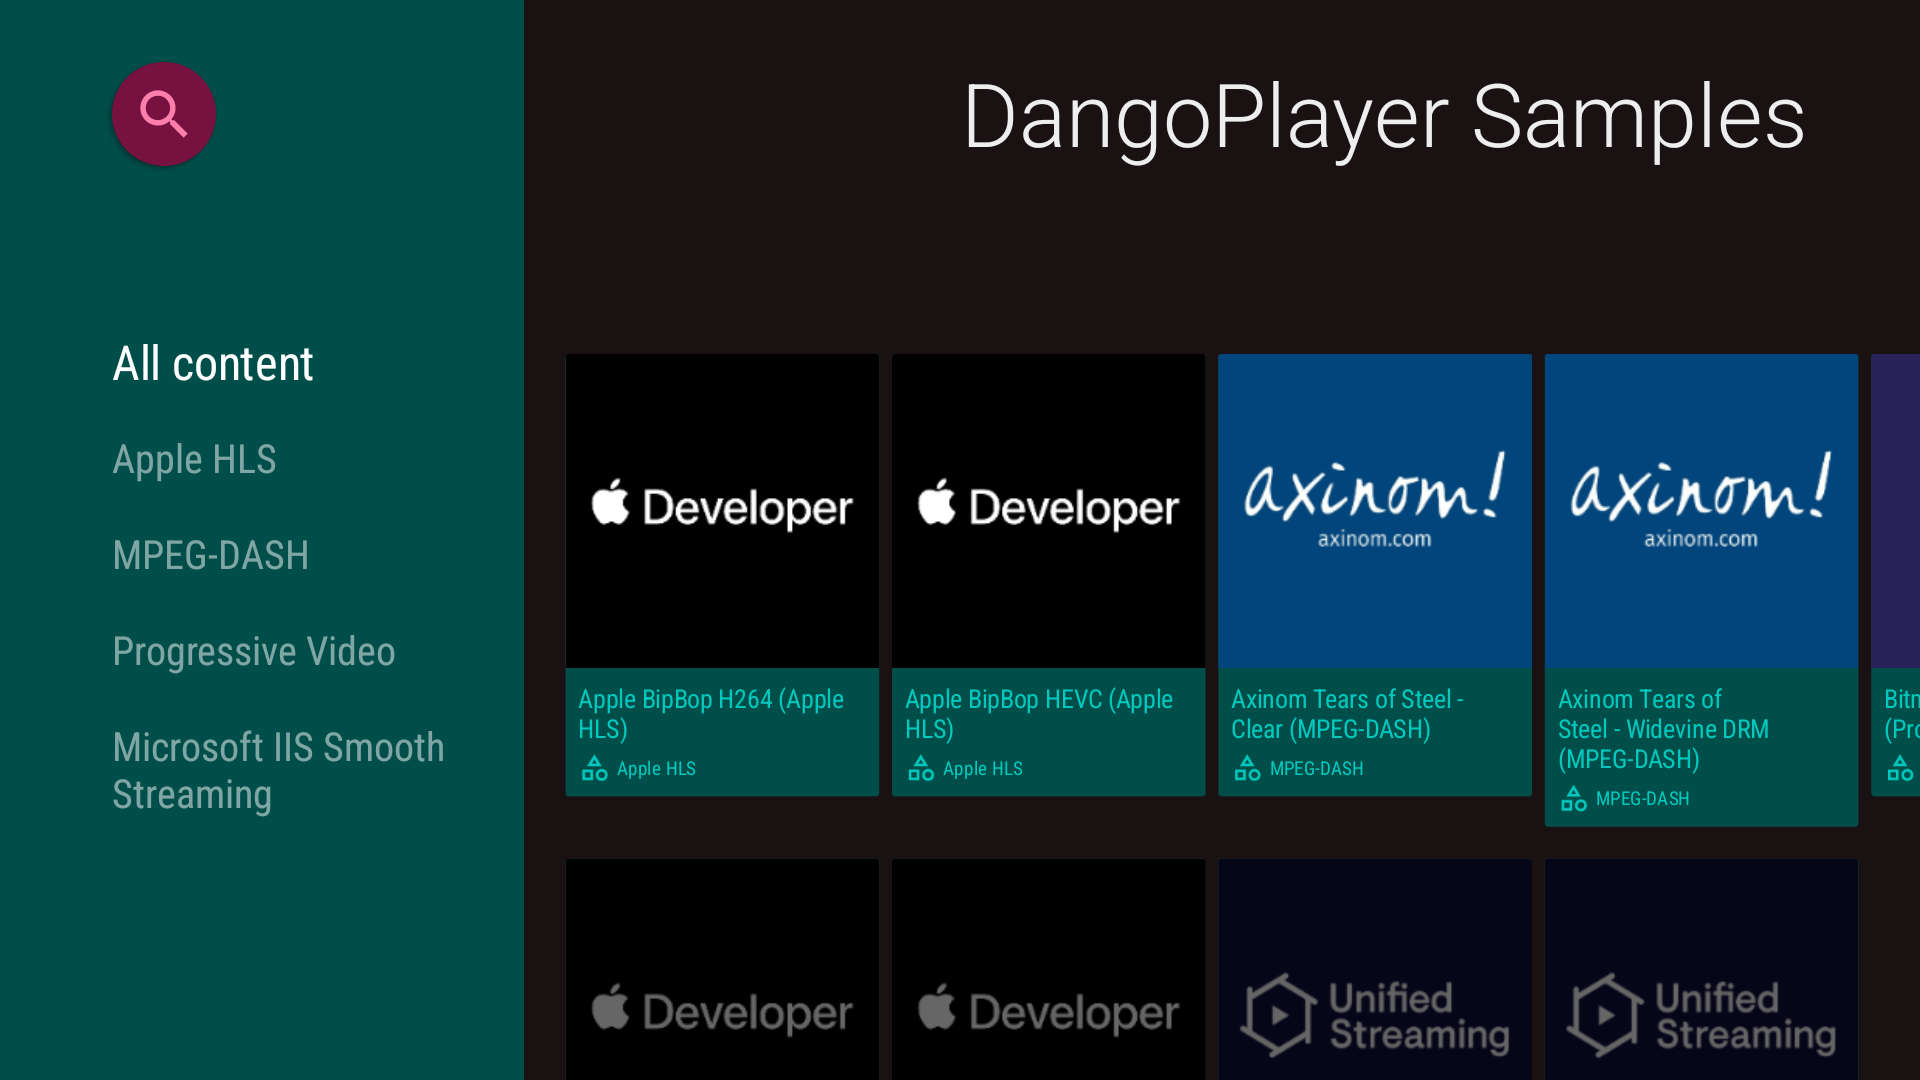 DangoPlayer Samples
All content
Apple HLS
MPEG-DASH
Progressive Video
Microsoft IIS Smooth
Streaming
Developer
Apple BipBop H264 (Apple
HLS)
Apple HLS
Developer
Apple BipBop HEVC (Apple
HLS)
Apple HLS
axinom!
axinom.com
Axinom Tears of Steel -
Clear (MPEG-DASH)
MPEG-DASH
axinom!
axinom.com
Axinom Tears of
Steel - Widevine DRM
(MPEG-DASH)
MPEG-DASH
Developer
Developer
Unified
Streaming
Unified
Streaming